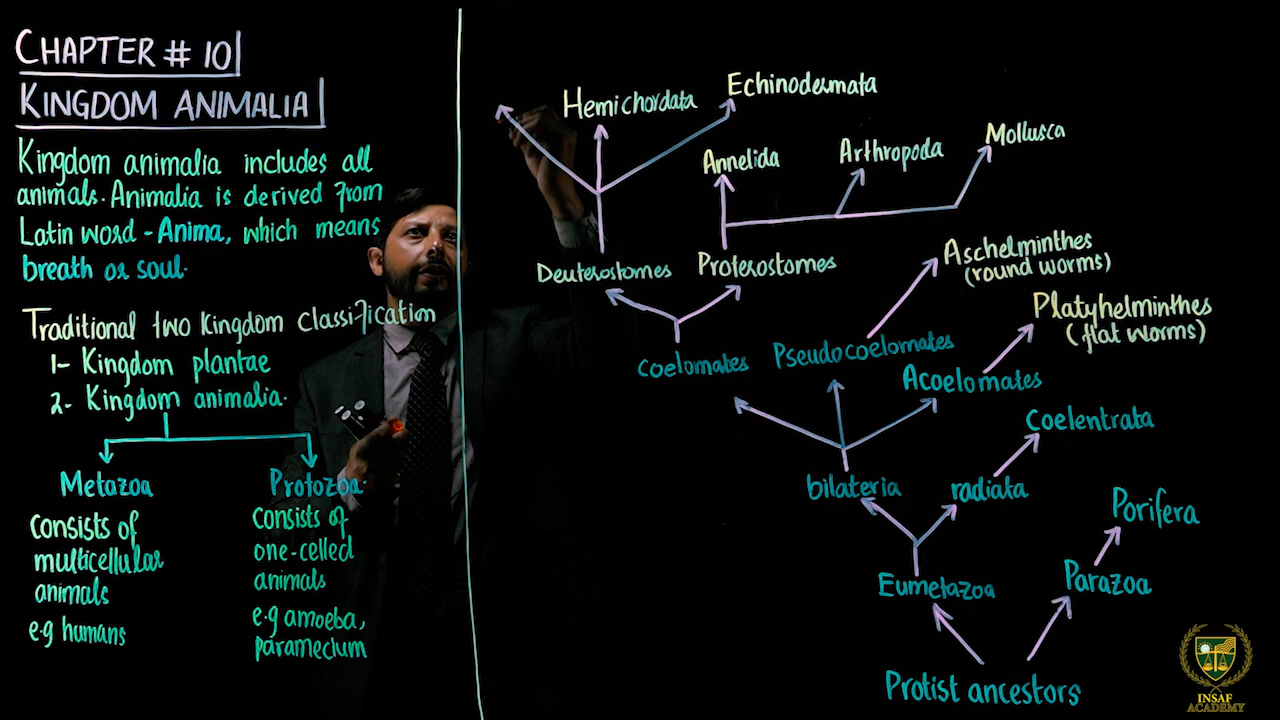 CHAPTER # 10
KINGDOM ANIMALIA
Kingdom animalia includes all
animals. Animalia is derived from
Latin word - Anima, which means
breath or soul.
Traditional two Kingdom Classification
1- Kingdom plantae
2- Kingdom animalia.
Metazoa
consists of
multicellular
animals
e.g humans
Protozoa.
consists of
one-celled
animals
e.g amoeba,
paramecium
Hemichordata
Echinodermata
Annelida
Arthropoda
Mollusca
Deuterostomes
Proterostomes
Aschelminthes
(round worms)
Platyhelminthes
(flat worms)
coelomates
Pseudocoelomates
Acoelomates
Coelentrata
bilateria
radiata
Porifera
Eumetazoa
Parazoa
Protist ancestors
INSAF
ACADEMY